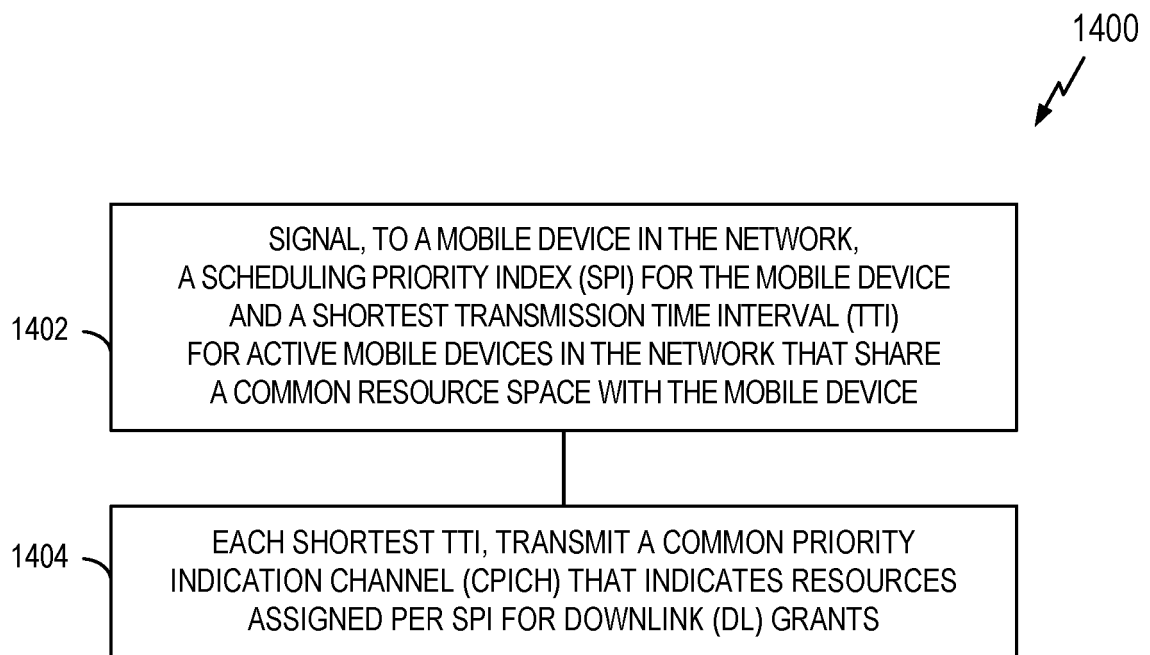 1400
SIGNAL, TO A MOBILE DEVICE IN THE NETWORK,
A SCHEDULING PRIORITY INDEX (SPI) FOR THE MOBILE DEVICE
AND A SHORTEST TRANSMISSION TIME INTERVAL (TTI)
FOR ACTIVE MOBILE DEVICES IN THE NETWORK THAT SHARE
A COMMON RESOURCE SPACE WITH THE MOBILE DEVICE
1402
EACH SHORTEST TTI, TRANSMIT A COMMON PRIORITY
INDICATION CHANNEL (CPICH) THAT INDICATES RESOURCES
ASSIGNED PER SPI FOR DOWNLINK (DL) GRANTS
1404